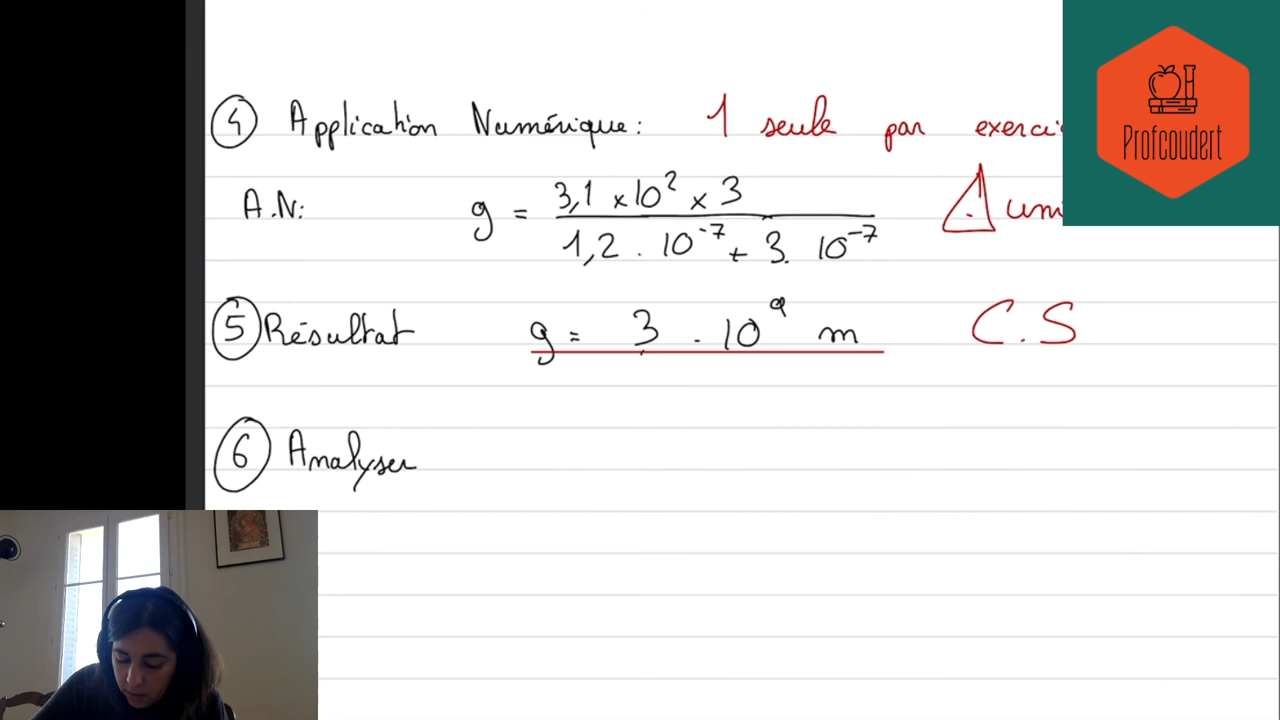 ④ Application Numérique: 1 seule par exerci
Profcoudert
A.N: g = (3,1 × 10² × 3) / (1,2 . 10⁻⁷ + 3. 10⁻⁷) ⚠ uni
⑤ Résultat g = 3 . 10⁹ m C.S
⑥ Analyser